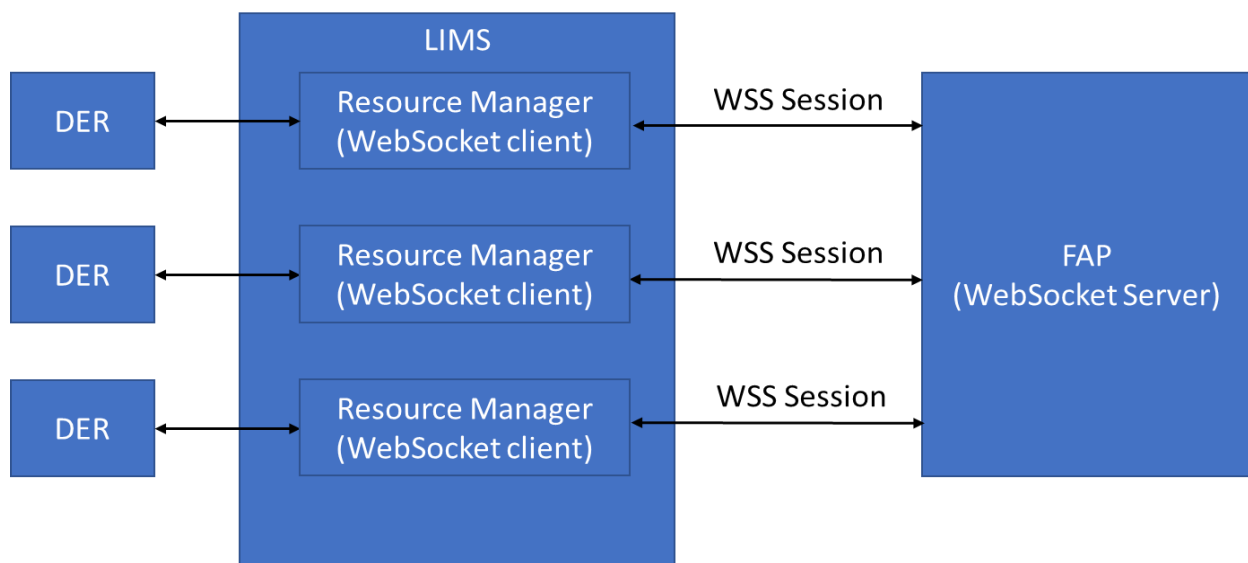 LIMS
DER
Resource Manager
(WebSocket client)
WSS Session
DER
Resource Manager
(WebSocket client)
WSS Session
FAP
(WebSocket Server)
DER
Resource Manager
(WebSocket client)
WSS Session